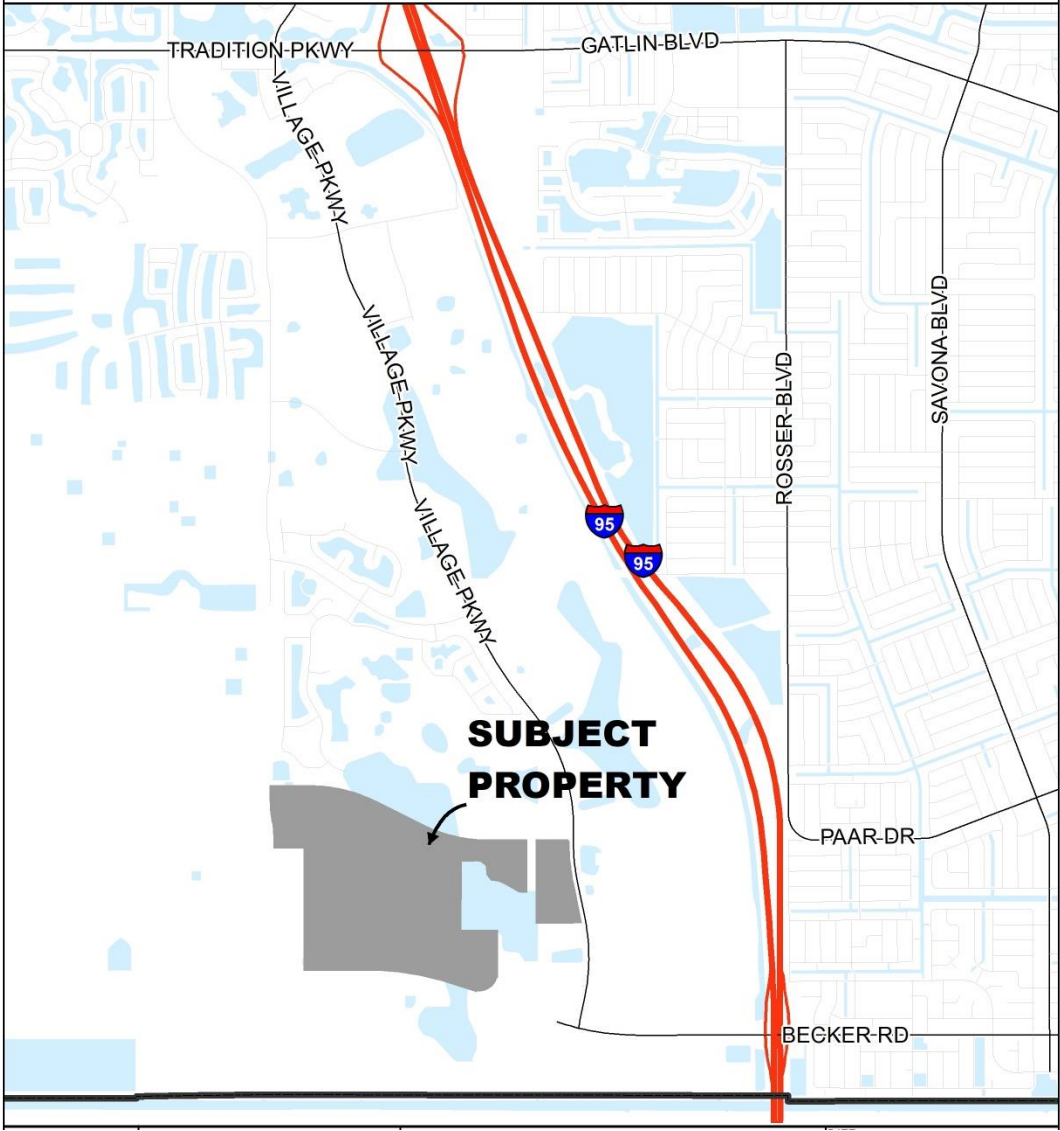 TRADITION PKWY
GATLIN BLVD
VILLAGE PKWY
SAVONA BLVD
VILLAGE PKWY
ROSSER BLVD
VILLAGE PKWY
95
95
SUBJECT
PROPERTY
PAAR DR
BECKER RD